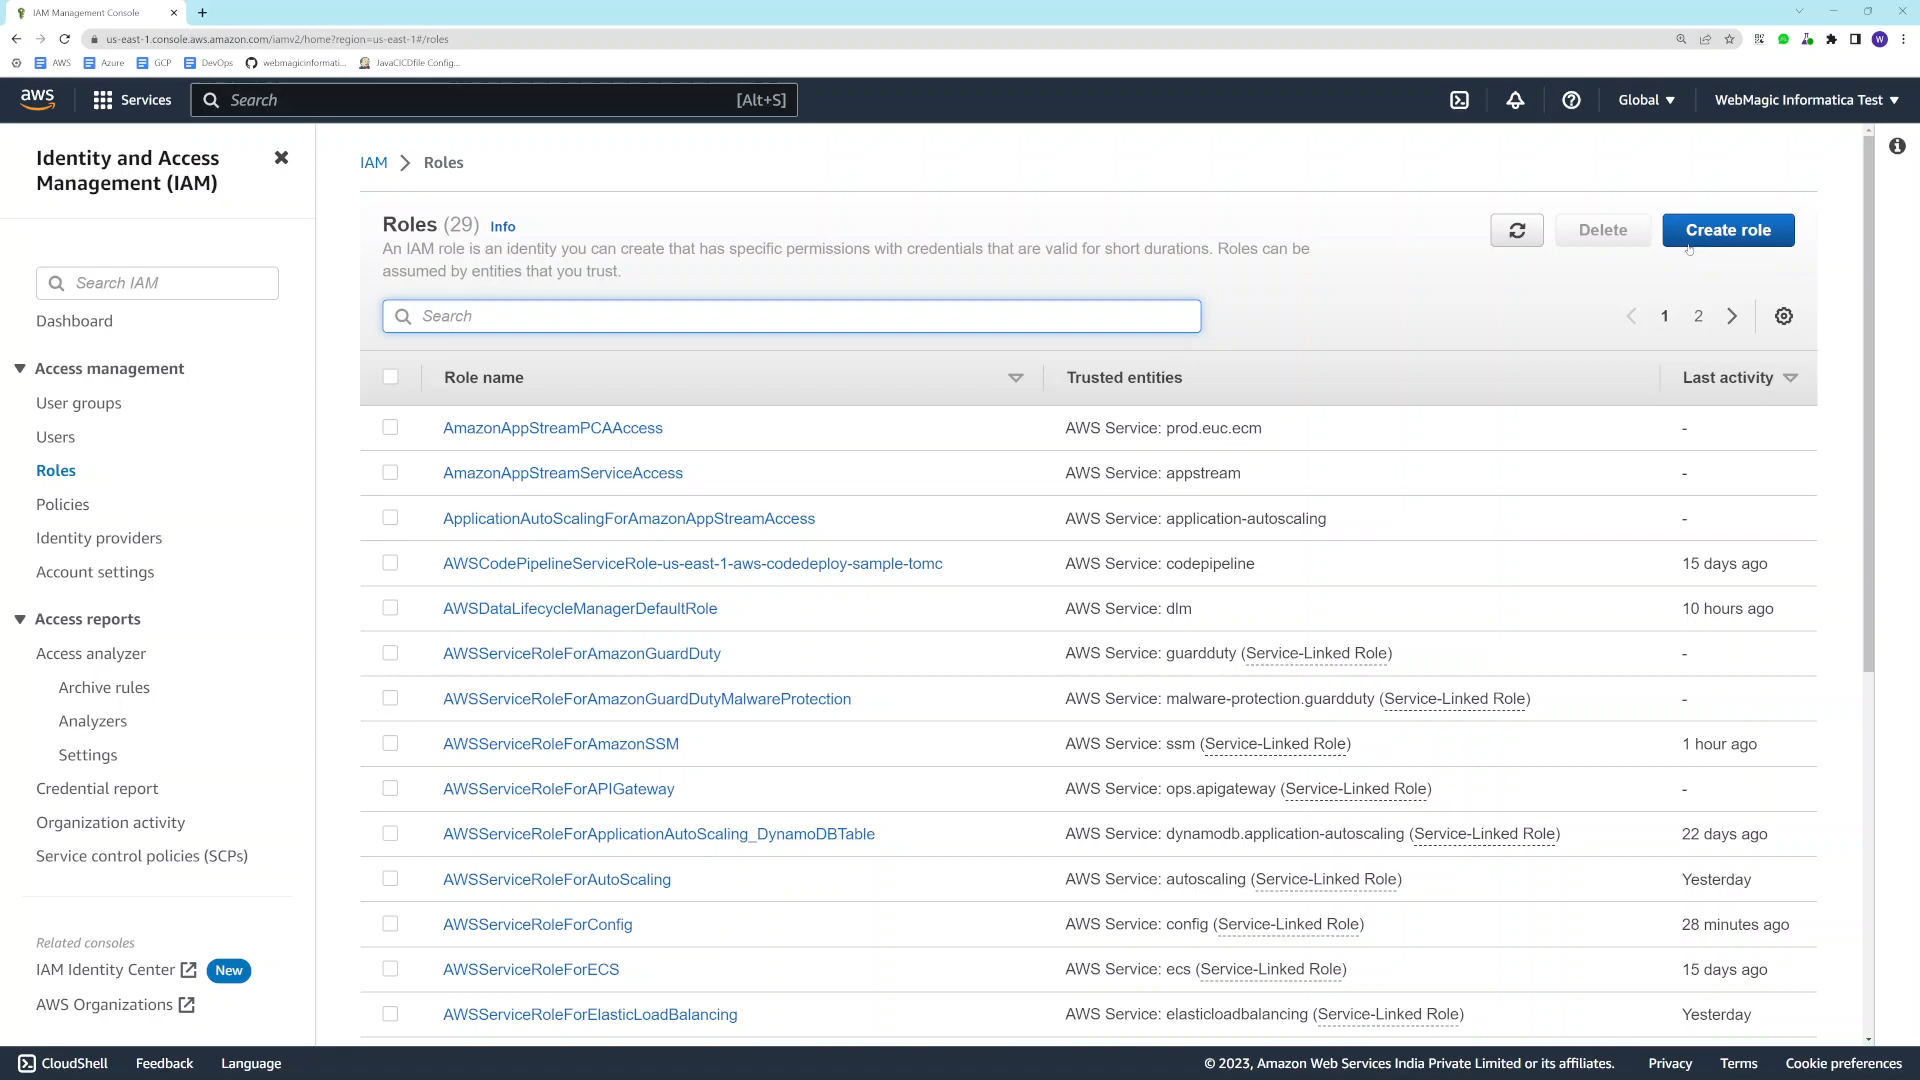 IAM Management Console
us-east-1.console.aws.amazon.com/iamv2/home?region=us-east-1#/roles
W
AWS
Azure
GCP
DevOps
webmagicinformati...
JavaCICDfile Config...
aws
Services
Search
[Alt+S]
Global
WebMagic Informatica Test
Identity and Access
Management (IAM)
Search IAM
Dashboard
Access management
User groups
Users
Roles
Policies
Identity providers
Account settings
Access reports
Access analyzer
Archive rules
Analyzers
Settings
Credential report
Organization activity
Service control policies (SCPs)
Related consoles
IAM Identity Center New
AWS Organizations
IAM > Roles
Roles (29) Info
An IAM role is an identity you can create that has specific permissions with credentials that are valid for short durations. Roles can be
assumed by entities that you trust.
Delete
Create role
Search
1 2
Role name Trusted entities Last activity
AmazonAppStreamPCAAccess AWS Service: prod.euc.ecm -
AmazonAppStreamServiceAccess AWS Service: appstream -
ApplicationAutoScalingForAmazonAppStreamAccess AWS Service: application-autoscaling -
AWSCodePipelineServiceRole-us-east-1-aws-codedeploy-sample-tomc AWS Service: codepipeline 15 days ago
AWSDataLifecycleManagerDefaultRole AWS Service: dlm 10 hours ago
AWSServiceRoleForAmazonGuardDuty AWS Service: guardduty (Service-Linked Role) -
AWSServiceRoleForAmazonGuardDutyMalwareProtection AWS Service: malware-protection.guardduty (Service-Linked Role) -
AWSServiceRoleForAmazonSSM AWS Service: ssm (Service-Linked Role) 1 hour ago
AWSServiceRoleForAPIGateway AWS Service: ops.apigateway (Service-Linked Role) -
AWSServiceRoleForApplicationAutoScaling_DynamoDBTable AWS Service: dynamodb.application-autoscaling (Service-Linked Role) 22 days ago
AWSServiceRoleForAutoScaling AWS Service: autoscaling (Service-Linked Role) Yesterday
AWSServiceRoleForConfig AWS Service: config (Service-Linked Role) 28 minutes ago
AWSServiceRoleForECS AWS Service: ecs (Service-Linked Role) 15 days ago
AWSServiceRoleForElasticLoadBalancing AWS Service: elasticloadbalancing (Service-Linked Role) Yesterday
CloudShell Feedback Language © 2023, Amazon Web Services India Private Limited or its affiliates. Privacy Terms Cookie preferences